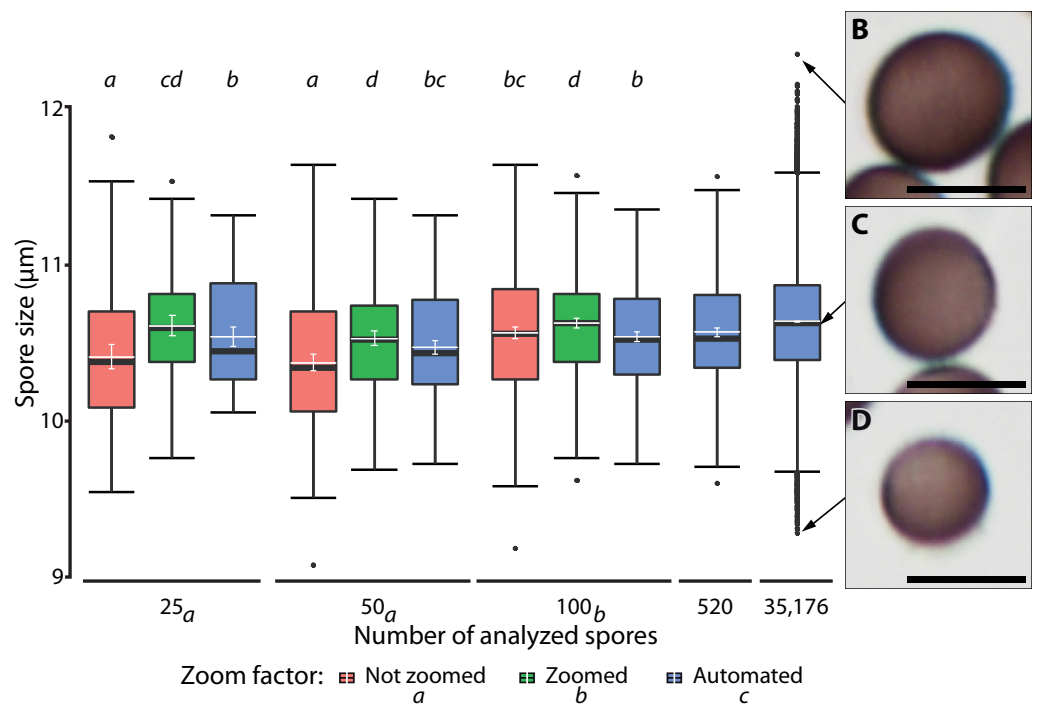 B
a cd b a d bc bc d b
12
C
11
Spore size (µm)
10
D
9
25a 50a 100b 520 35,176
Number of analyzed spores
Zoom factor: Not zoomed Zoomed Automated
a b c